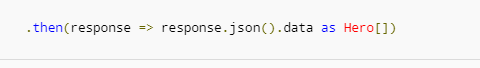 .then(response => response.json().data as Hero[])